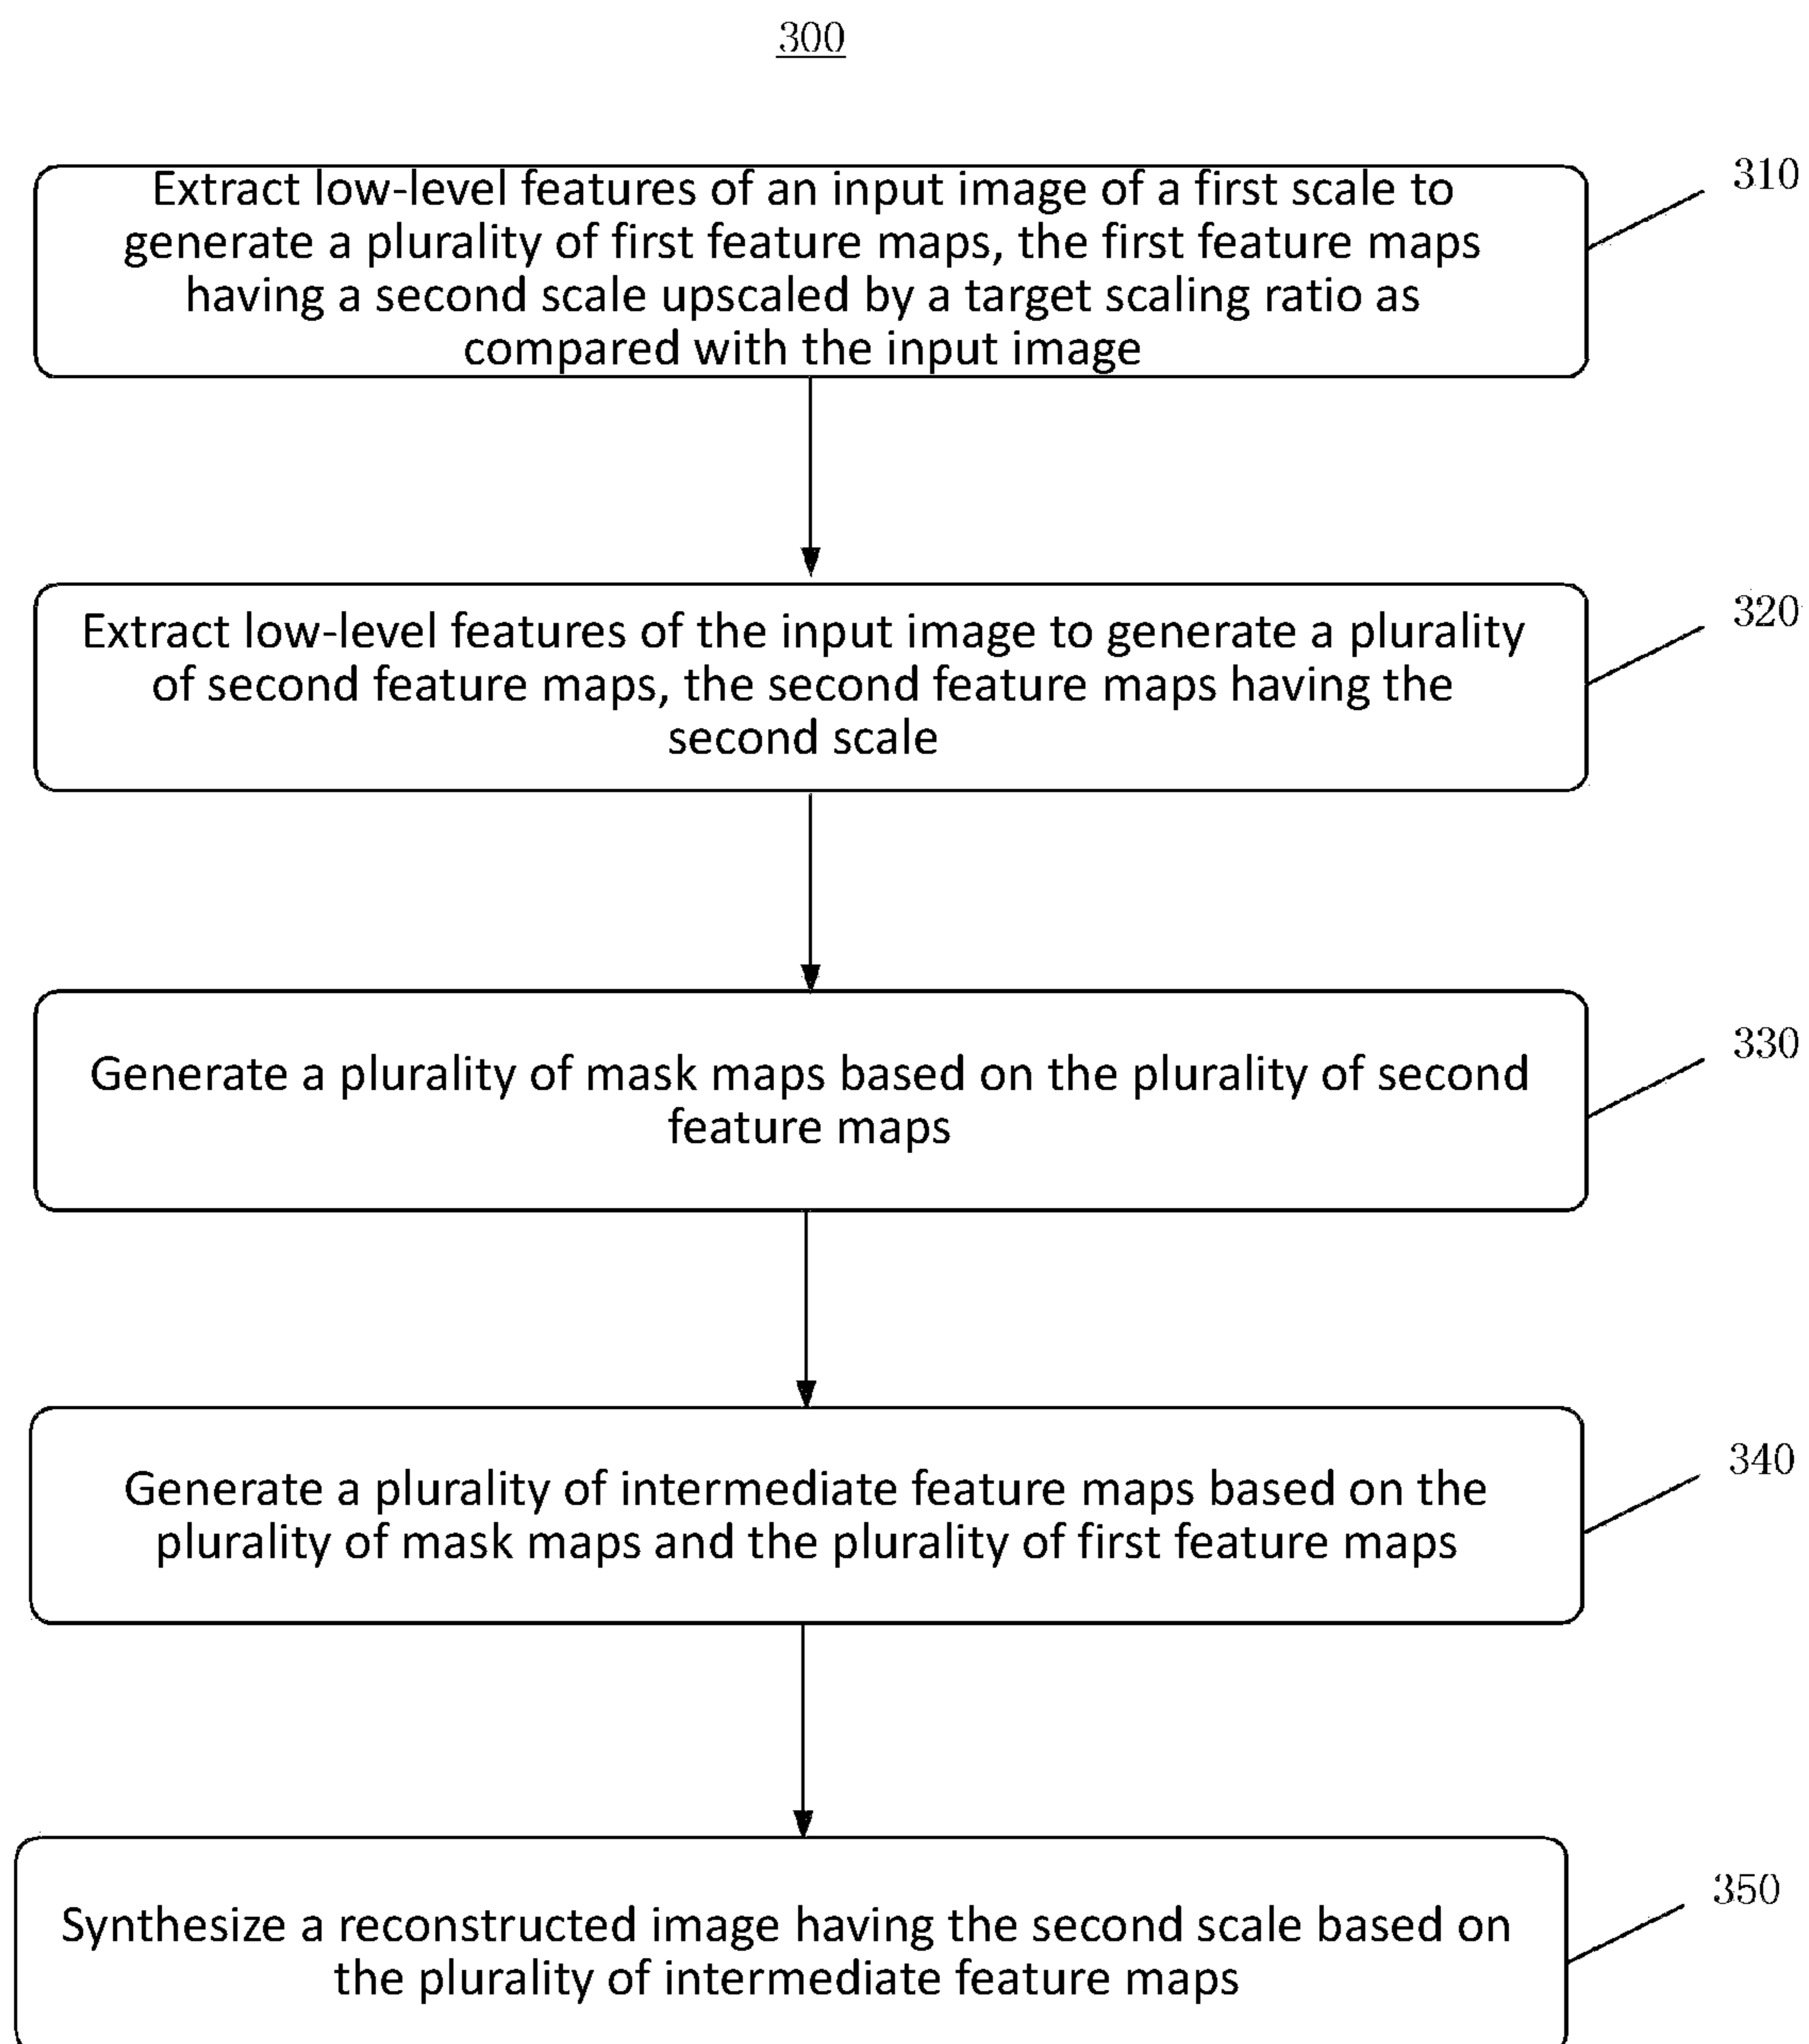 300
310
Extract low-level features of an input image of a first scale to
generate a plurality of first feature maps, the first feature maps
having a second scale upscaled by a target scaling ratio as
compared with the input image
320
Extract low-level features of the input image to generate a plurality
of second feature maps, the second feature maps having the
second scale
330
Generate a plurality of mask maps based on the plurality of second
feature maps
340
Generate a plurality of intermediate feature maps based on the
plurality of mask maps and the plurality of first feature maps
350
Synthesize a reconstructed image having the second scale based on
the plurality of intermediate feature maps